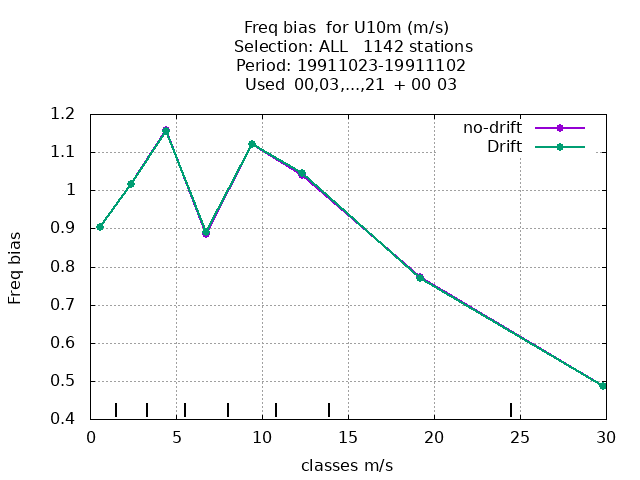 Freq bias  for U10m (m/s)
Selection: ALL   1142 stations
Period: 19911023-19911102
Used  00,03,...,21  + 00 03
no-drift
Drift
Freq bias
1.2
1.1
1
0.9
0.8
0.7
0.6
0.5
0.4
0 5 10 15 20 25 30
classes m/s